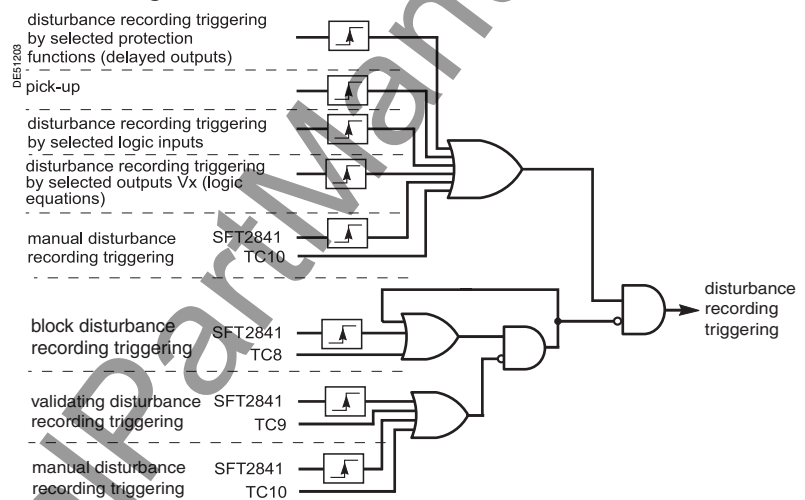 disturbance recording triggering
by selected protection
functions (delayed outputs)
DE51203
pick-up
disturbance recording triggering
by selected logic inputs
disturbance recording triggering
by selected outputs Vx (logic
equations)
manual disturbance
recording triggering
SFT2841
TC10
block disturbance
recording triggering
SFT2841
TC8
validating disturbance
recording triggering
SFT2841
TC9
manual disturbance
recording triggering
SFT2841
TC10
disturbance
recording
triggering